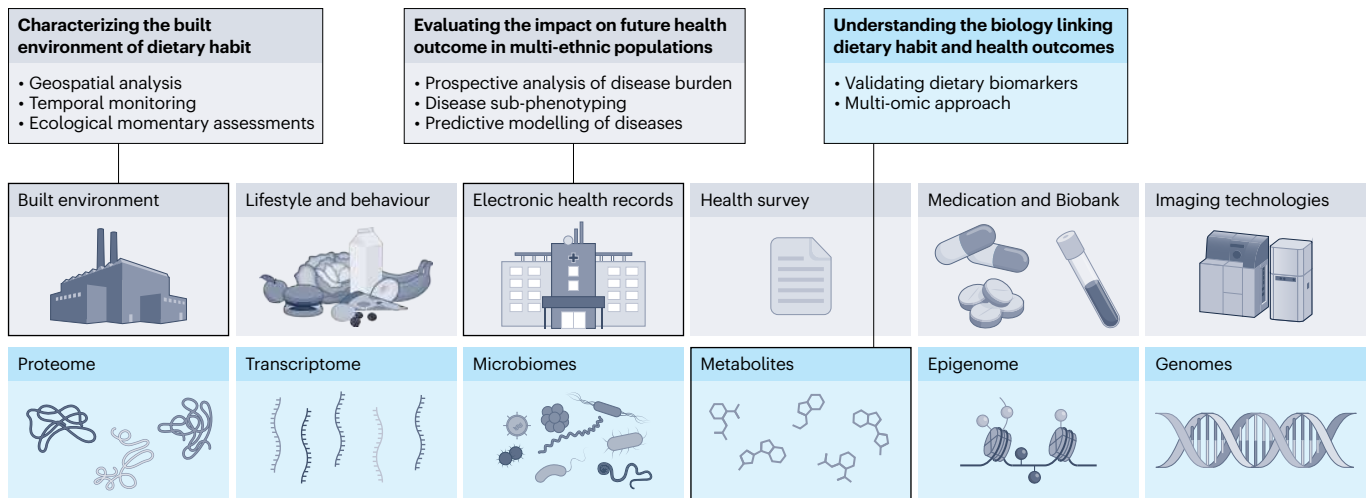 Characterizing the built
environment of dietary habit
• Geospatial analysis
• Temporal monitoring
• Ecological momentary assessments
Evaluating the impact on future health
outcome in multi-ethnic populations
• Prospective analysis of disease burden
• Disease sub-phenotyping
• Predictive modelling of diseases
Understanding the biology linking
dietary habit and health outcomes
• Validating dietary biomarkers
• Multi-omic approach
Built environment
Lifestyle and behaviour
Electronic health records
Health survey
Medication and Biobank
Imaging technologies
Proteome
Transcriptome
Microbiomes
Metabolites
Epigenome
Genomes